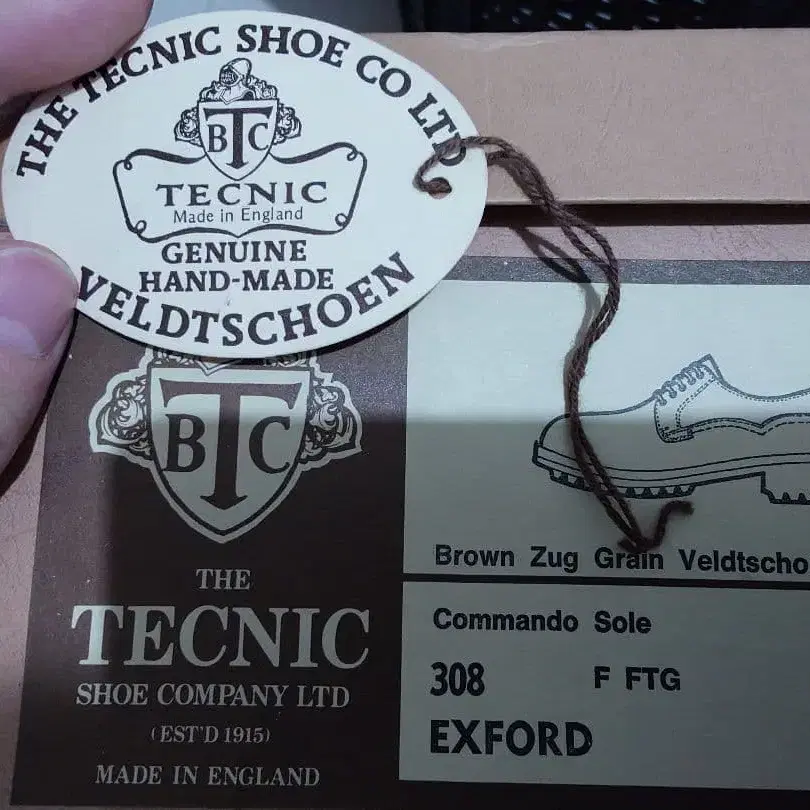 THE TECNIC SHOE CO LTD
BTC
TECNIC
Made in England
GENUINE
HAND-MADE
VELDTSCHOEN
BTC
THE
TECNIC
SHOE COMPANY LTD
(EST'D 1915)
MADE IN ENGLAND
Brown Zug Grain Veldtscho
Commando Sole
308 F FTG
EXFORD